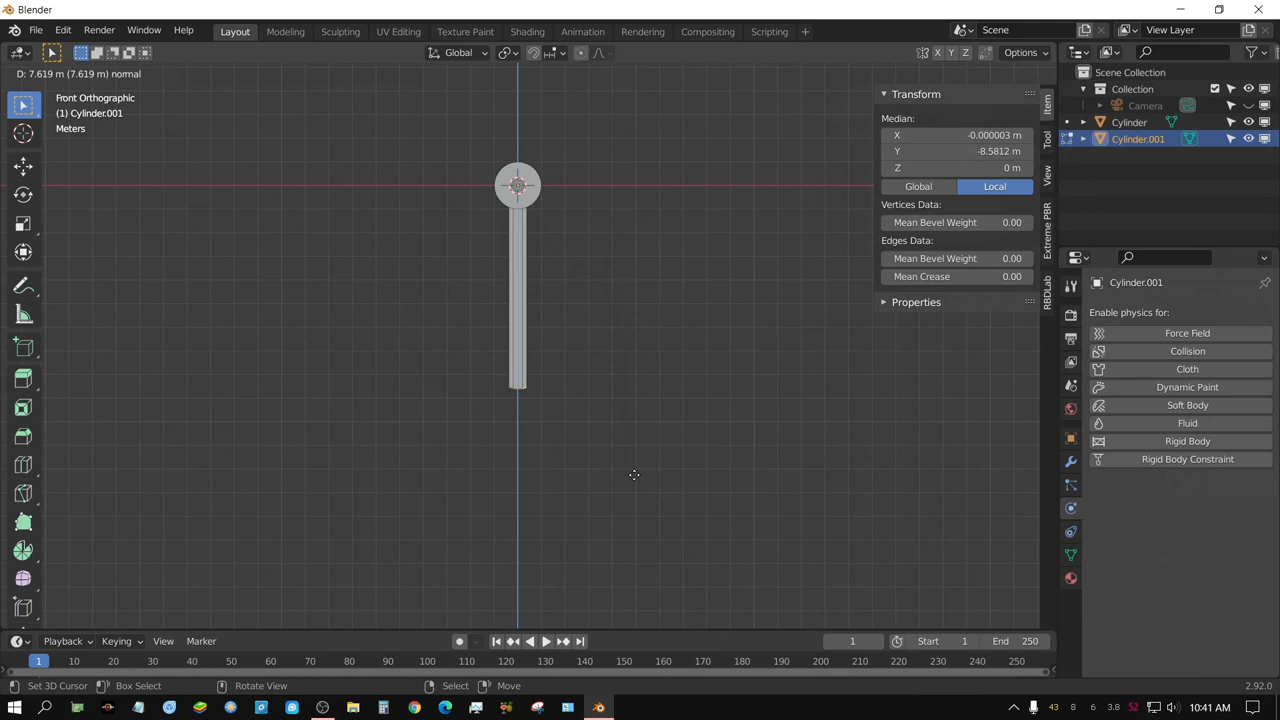 Blender
File Edit Render Window Help
Layout Modeling Sculpting UV Editing Texture Paint Shading Animation Rendering Compositing Scripting +
Scene
View Layer
Global
X Y Z
Options
D: 7.619 m (7.619 m) normal
Front Orthographic
(1) Cylinder.001
Meters
Transform
Median:
X -0.000003 m
Y -8.5812 m
Z 0 m
Global Local
Vertices Data:
Mean Bevel Weight 0.00
Edges Data:
Mean Bevel Weight 0.00
Mean Crease 0.00
Properties
Item
Tool
View
Extreme PBR
RBDLab
Scene Collection
Collection
Camera
Cylinder
Cylinder.001
Cylinder.001
Enable physics for:
Force Field
Collision
Cloth
Dynamic Paint
Soft Body
Fluid
Rigid Body
Rigid Body Constraint
Playback Keying View Marker
1
Start 1
End 250
1 10 20 30 40 50 60 70 80 90 100 110 120 130 140 150 160 170 180 190 200 210 220 230 240 250
Set 3D Cursor Box Select Rotate View Select Move
2.92.0
8 6 3.8 52
10:41 AM